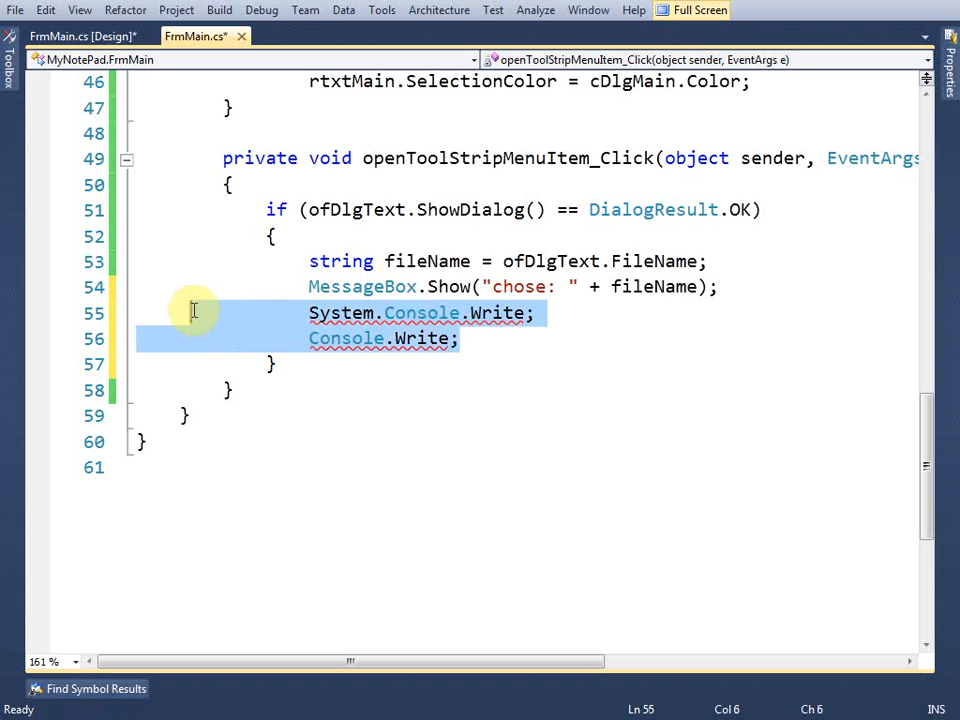 File Edit View Refactor Project Build Debug Team Data Tools Architecture Test Analyze Window Help Full Screen
FrmMain.cs [Design]* FrmMain.cs*
MyNotePad.FrmMain openToolStripMenuItem_Click(object sender, EventArgs e)
Toolbox
Properties
46 rtxtMain.SelectionColor = cDlgMain.Color;
47 }
48
49 private void openToolStripMenuItem_Click(object sender, EventArgs
50 {
51 if (ofDlgText.ShowDialog() == DialogResult.OK)
52 {
53 string fileName = ofDlgText.FileName;
54 MessageBox.Show("chose: " + fileName);
55 System.Console.Write;
56 Console.Write;
57 }
58 }
59 }
60 }
61
161 %
Find Symbol Results
Ready Ln 55 Col 6 Ch 6 INS